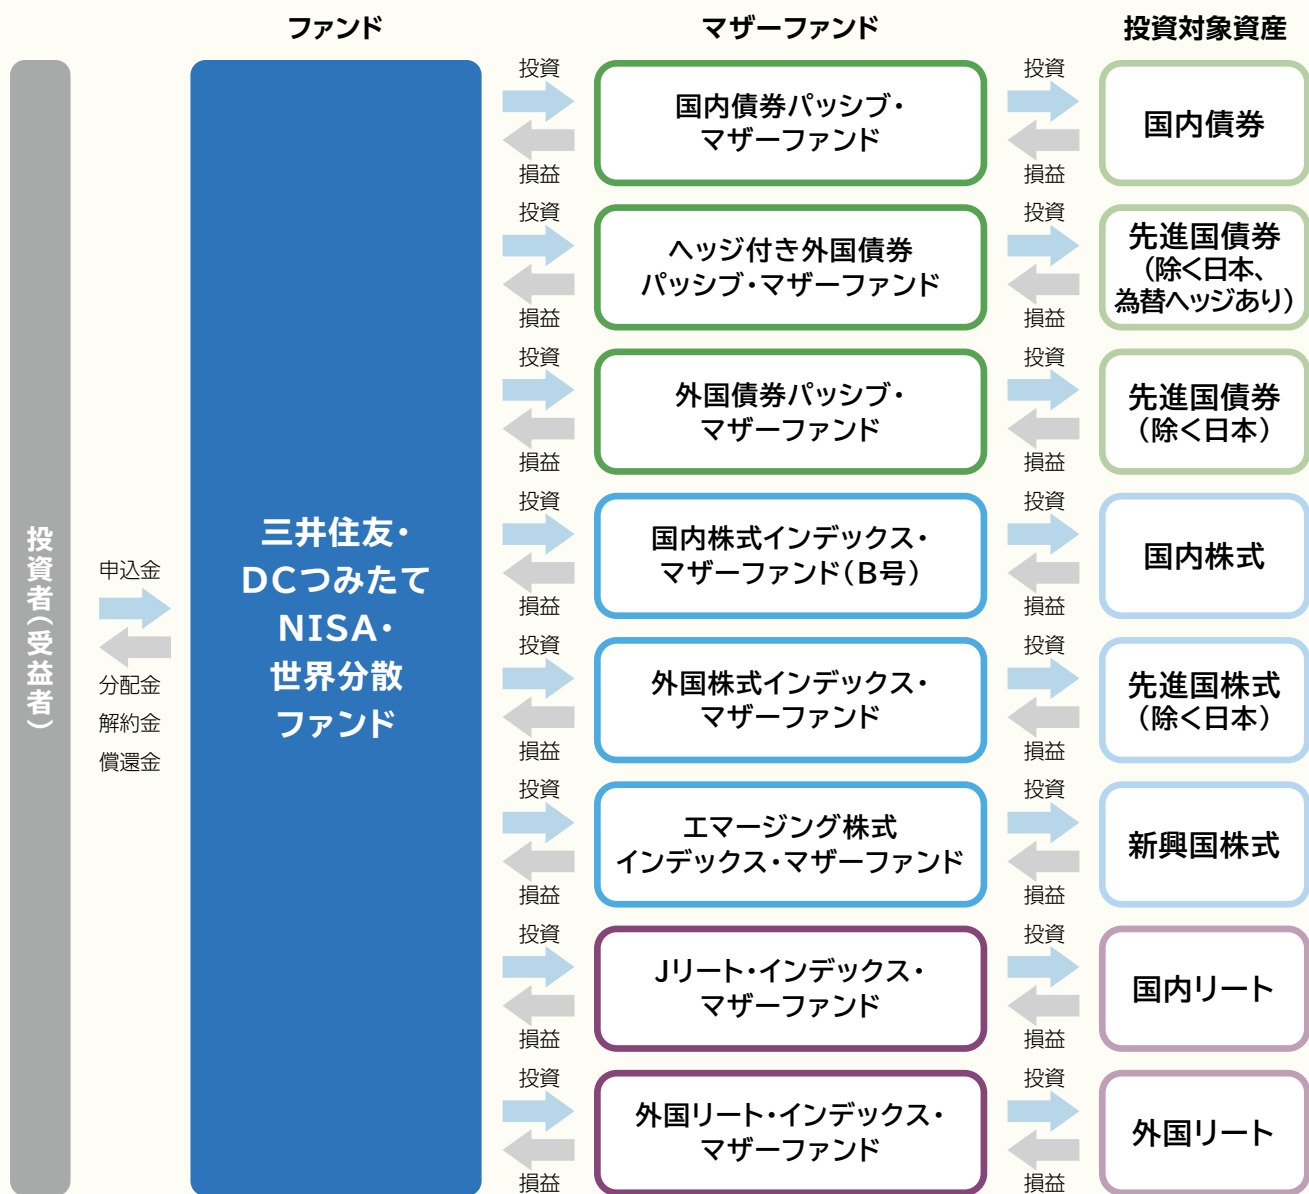 ファンド
マザーファンド
投資対象資産
投資者(受益者)
申込金
分配金
解約金
償還金
三井住友・
DCつみたて
NISA・
世界分散
ファンド
投資
損益
国内債券パッシブ・
マザーファンド
投資
損益
国内債券
投資
損益
ヘッジ付き外国債券
パッシブ・マザーファンド
投資
損益
先進国債券
(除く日本、
為替ヘッジあり)
投資
損益
外国債券パッシブ・
マザーファンド
投資
損益
先進国債券
(除く日本)
投資
損益
国内株式インデックス・
マザーファンド(B号)
投資
損益
国内株式
投資
損益
外国株式インデックス・
マザーファンド
投資
損益
先進国株式
(除く日本)
投資
損益
エマージング株式
インデックス・マザーファンド
投資
損益
新興国株式
投資
損益
Jリート・インデックス・
マザーファンド
投資
損益
国内リート
投資
損益
外国リート・インデックス・
マザーファンド
投資
損益
外国リート